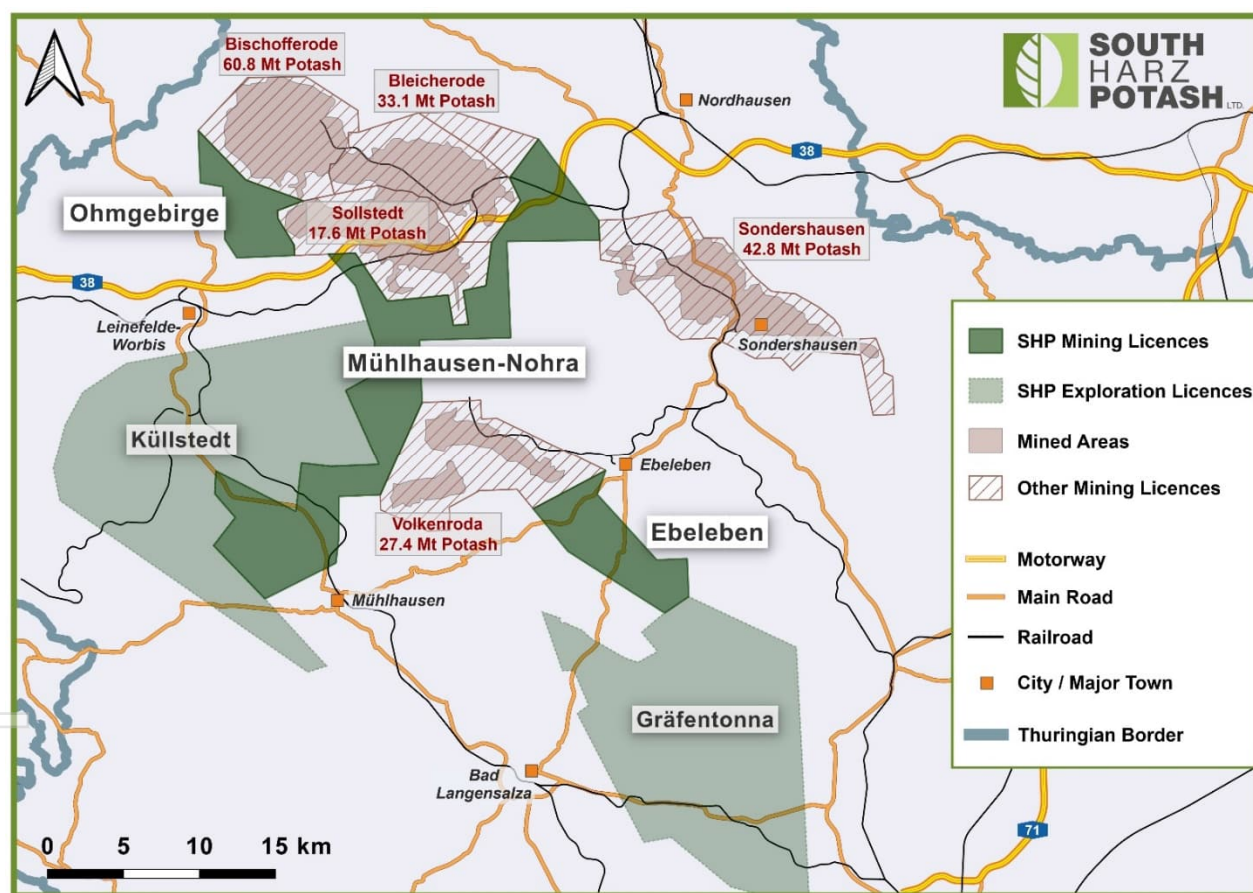 Bischofferode
60.8 Mt Potash
Bleicherode
33.1 Mt Potash
Nordhausen
SOUTH
HARZ
POTASH LTD.
38
Ohmgebirge
Sollstedt
17.6 Mt Potash
Sondershausen
42.8 Mt Potash
38
Leinefelde-
Worbis
Sondershausen
Mühlhausen-Nohra
Küllstedt
Ebeleben
Volkenroda
27.4 Mt Potash
Ebeleben
Mühlhausen
Gräfentonna
Bad
Langensalza
SHP Mining Licences
SHP Exploration Licences
Mined Areas
Other Mining Licences
Motorway
Main Road
Railroad
City / Major Town
Thuringian Border
71
0 5 10 15 km